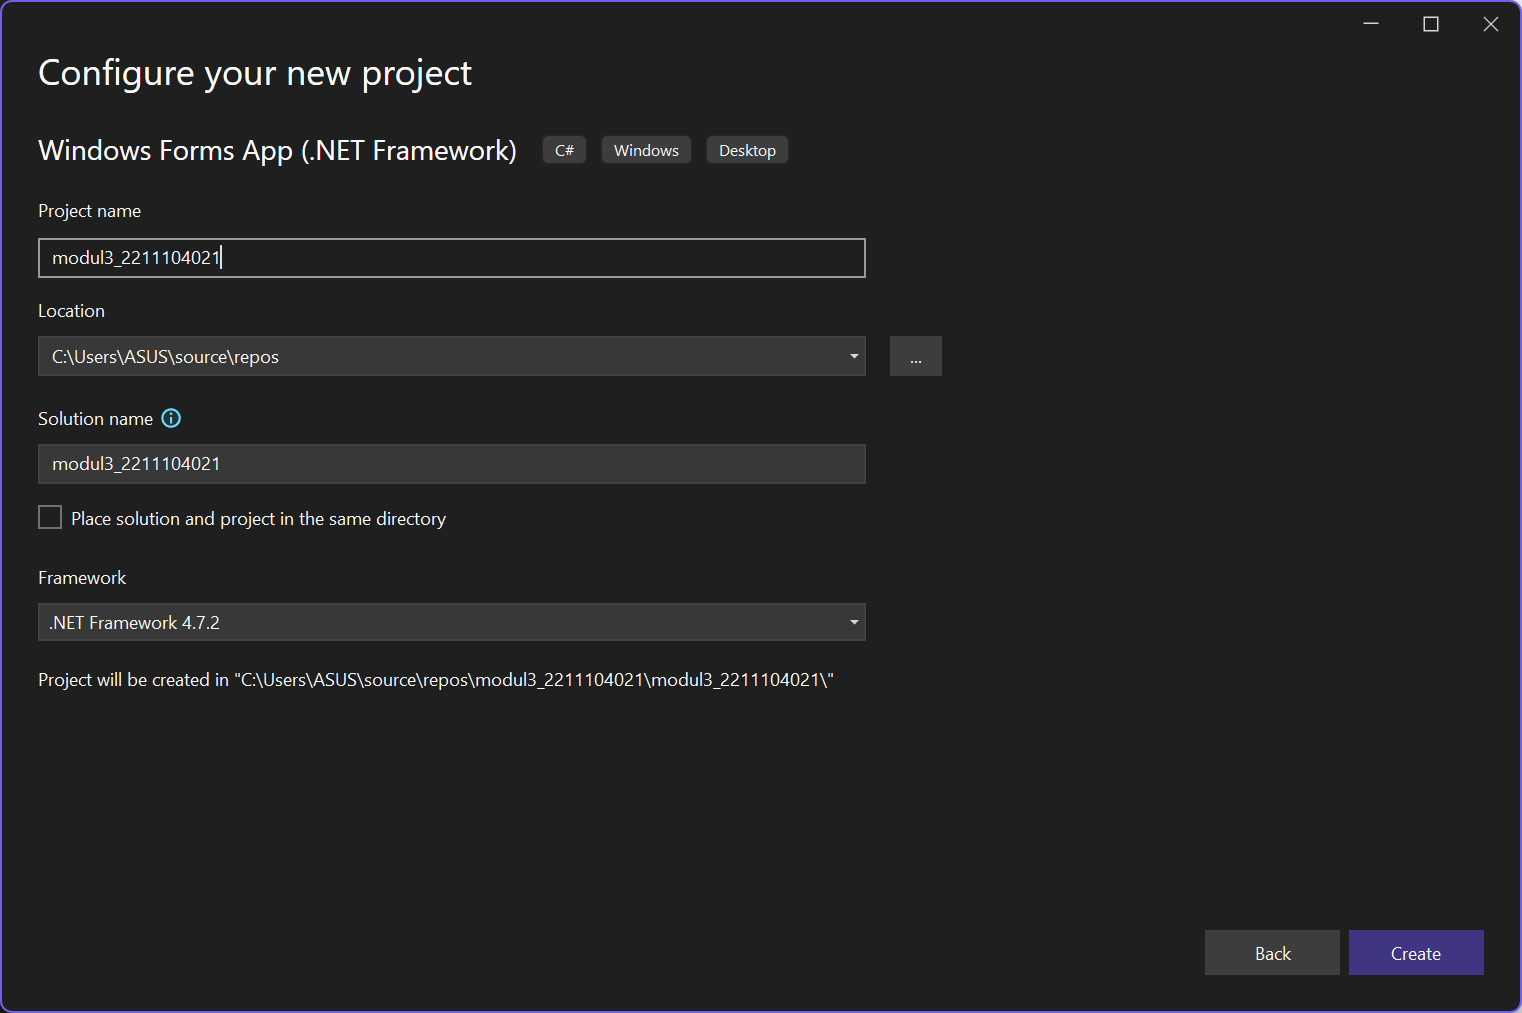 Configure your new project
Windows Forms App (.NET Framework) C# Windows Desktop
Project name
modul3_2211104021
Location
C:\Users\ASUS\source\repos
...
Solution name
modul3_2211104021
Place solution and project in the same directory
Framework
.NET Framework 4.7.2
Project will be created in "C:\Users\ASUS\source\repos\modul3_2211104021\modul3_2211104021\"
Back Create